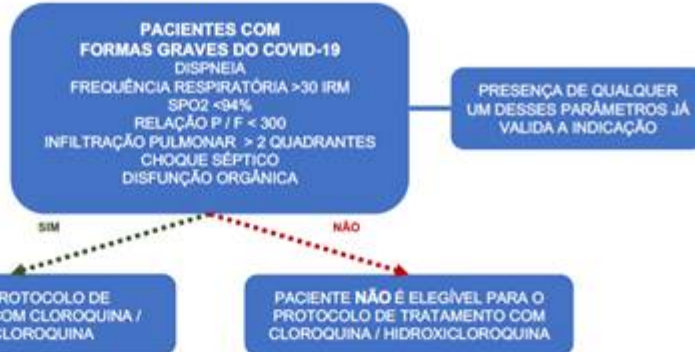 PACIENTES COM
FORMAS GRAVES DO COVID-19
DISPNEIA
FREQUÊNCIA RESPIRATÓRIA >30 IRM
SPO2 <94%
RELAÇÃO P / F < 300
INFILTRAÇÃO PULMONAR > 2 QUADRANTES
CHOQUE SÉPTICO
DISFUNÇÃO ORGÂNICA
PRESENÇA DE QUALQUER
UM DESSES PARÂMETROS JÁ
VALIDA A INDICAÇÃO
SIM
NÃO
ROTOCOLO DE
COM CLOROQUINA /
CLOROQUINA
PACIENTE NÃO É ELEGÍVEL PARA O
PROTOCOLO DE TRATAMENTO COM
CLOROQUINA / HIDROXICLOROQUINA